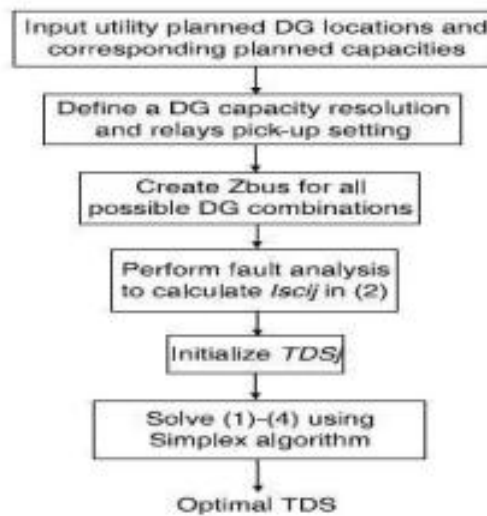 Input utility planned DG locations and
corresponding planned capacities
Define a DG capacity resolution
and relays pick-up setting
Create Zbus for all
possible DG combinations
Perform fault analysis
to calculate Iscij in (2)
Initialize TDSj
Solve (1)–(4) using
Simplex algorithm
Optimal TDS